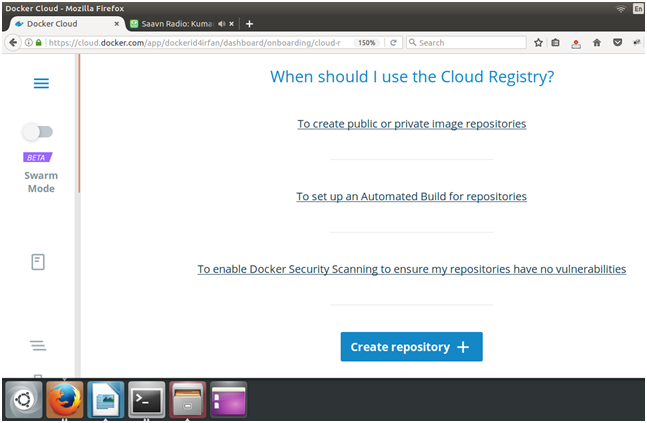 Docker Cloud - Mozilla Firefox
En
Docker Cloud
Saavn Radio: Kuma
https://cloud.docker.com/app/dockerid4irfan/dashboard/onboarding/cloud-r
150%
Search
When should I use the Cloud Registry?
To create public or private image repositories
BETA
Swarm
Mode
To set up an Automated Build for repositories
To enable Docker Security Scanning to ensure my repositories have no vulnerabilities
Create repository